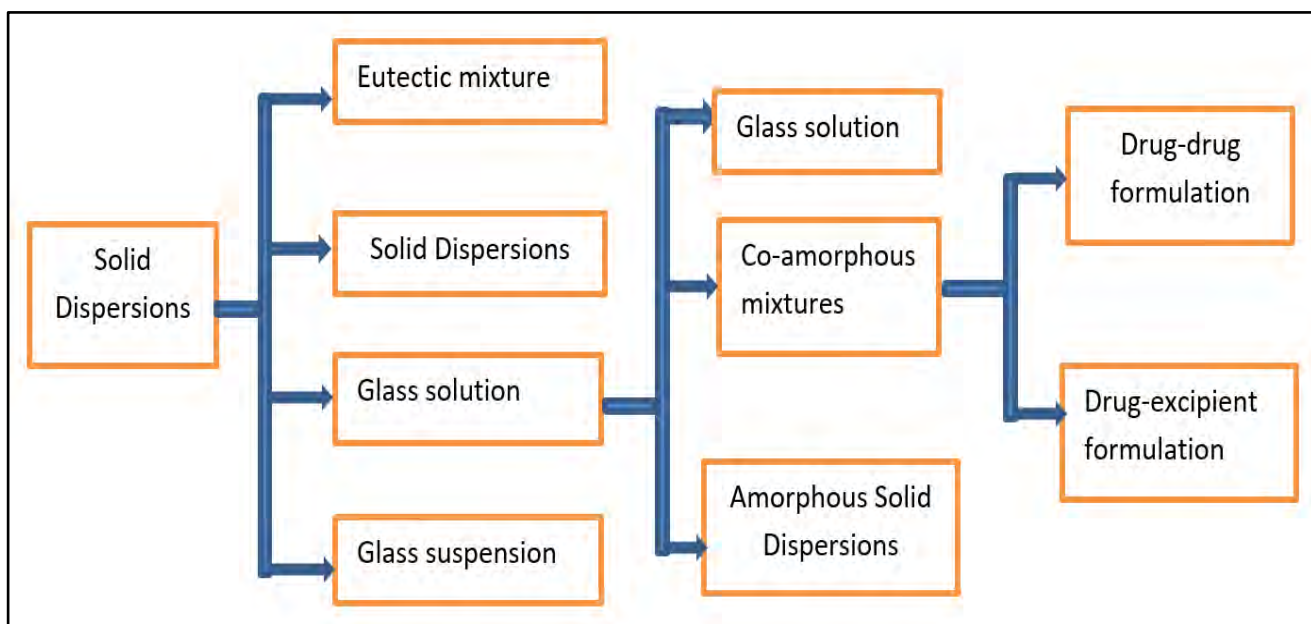 Solid
Dispersions
Eutectic mixture
Solid Dispersions
Glass solution
Glass suspension
Glass solution
Co-amorphous
mixtures
Amorphous Solid
Dispersions
Drug-drug
formulation
Drug-excipient
formulation